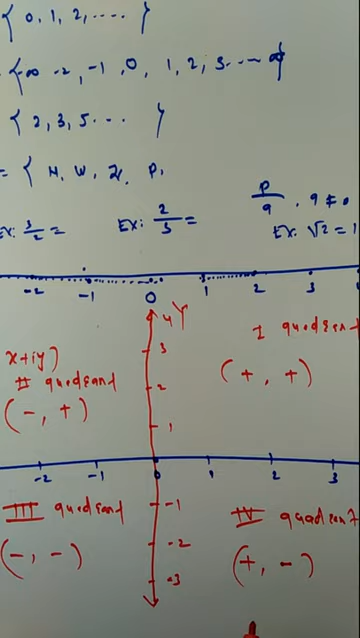 { 0, 1, 2, .... }
{-∞ -2, -1, 0, 1, 2, 3 ... ∞}
{ 2, 3, 5 ... }
= { N, W, Z, P,
p/q, q ≠ 0
Ex: 3/2 = Ex: 2/3 = Ex: √2 = 1
-2 -1 0 1 2 3
Y
4
x+iy)
3
I quadrant
II quadrant
2
(+, +)
(-, +)
1
-2 -1 0 1 2 3
III quadrant
-1
IV quadrant
(-, -)
-2
(+, -)
-3